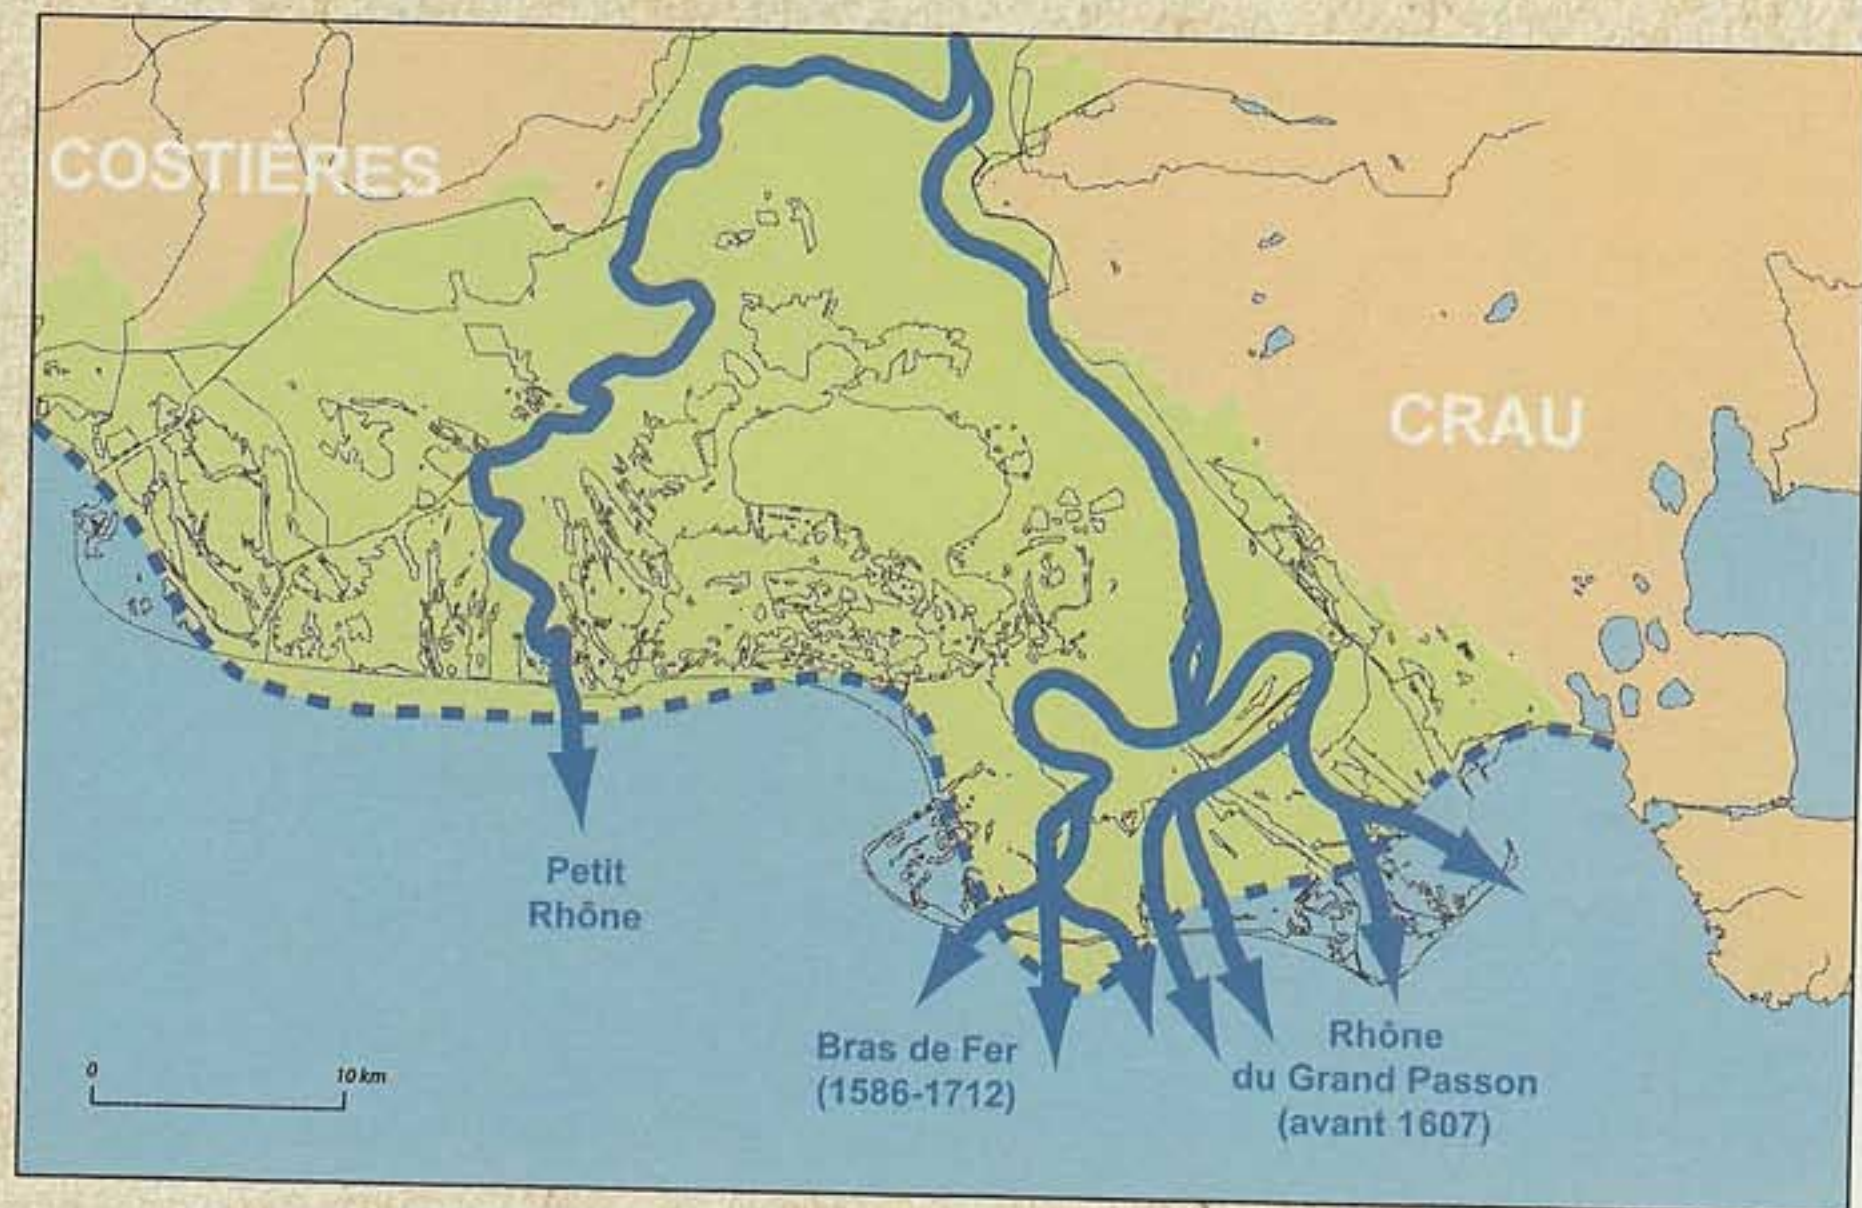 COSTIÈRES
CRAU
Petit
Rhône
Bras de Fer
(1586-1712)
Rhône
du Grand Passon
(avant 1607)
0
10 km